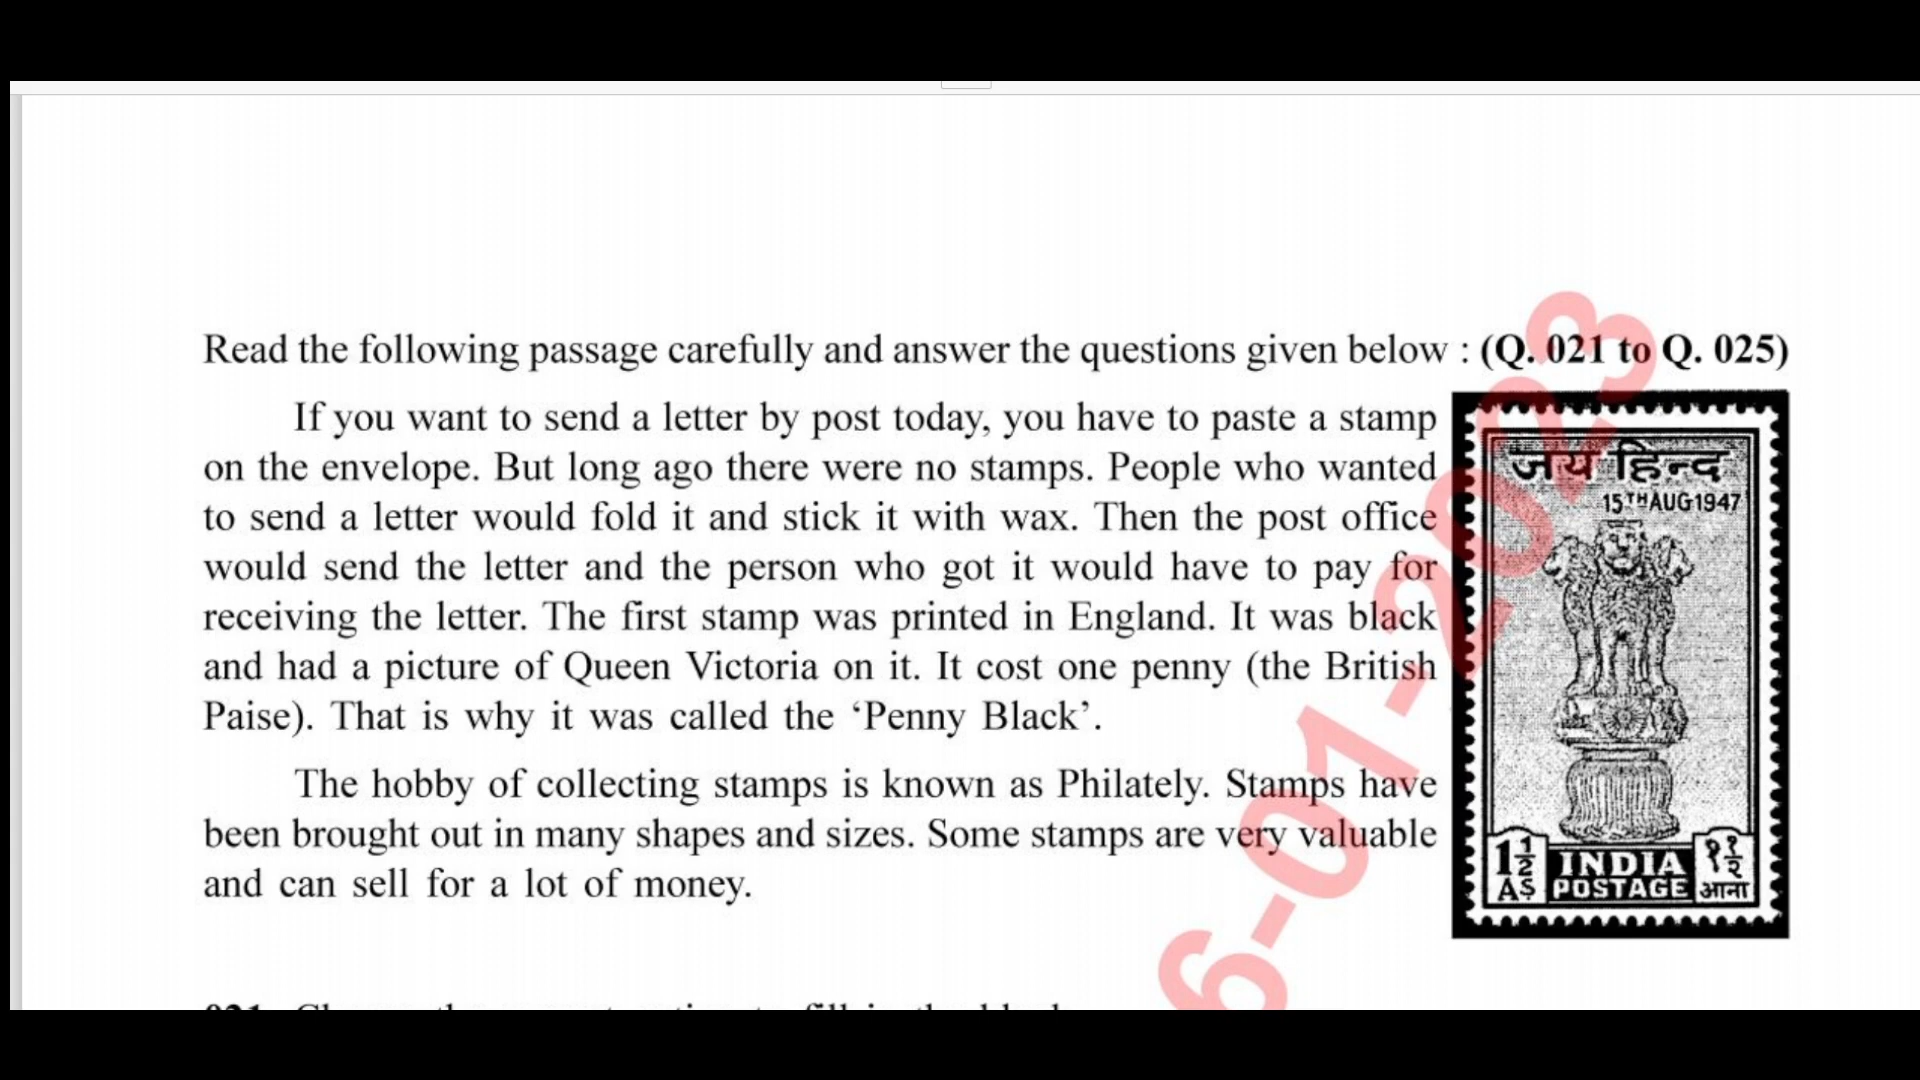 Read the following passage carefully and answer the questions given below : (Q. 021 to Q. 025)
If you want to send a letter by post today, you have to paste a stamp
on the envelope. But long ago there were no stamps. People who wanted
to send a letter would fold it and stick it with wax. Then the post office
would send the letter and the person who got it would have to pay for
receiving the letter. The first stamp was printed in England. It was black
and had a picture of Queen Victoria on it. It cost one penny (the British
Paise). That is why it was called the ‘Penny Black’.
The hobby of collecting stamps is known as Philately. Stamps have
been brought out in many shapes and sizes. Some stamps are very valuable
and can sell for a lot of money.
जय हिन्द
15TH AUG 1947
1½ AS
INDIA
POSTAGE
१½ आना
6-01-2023